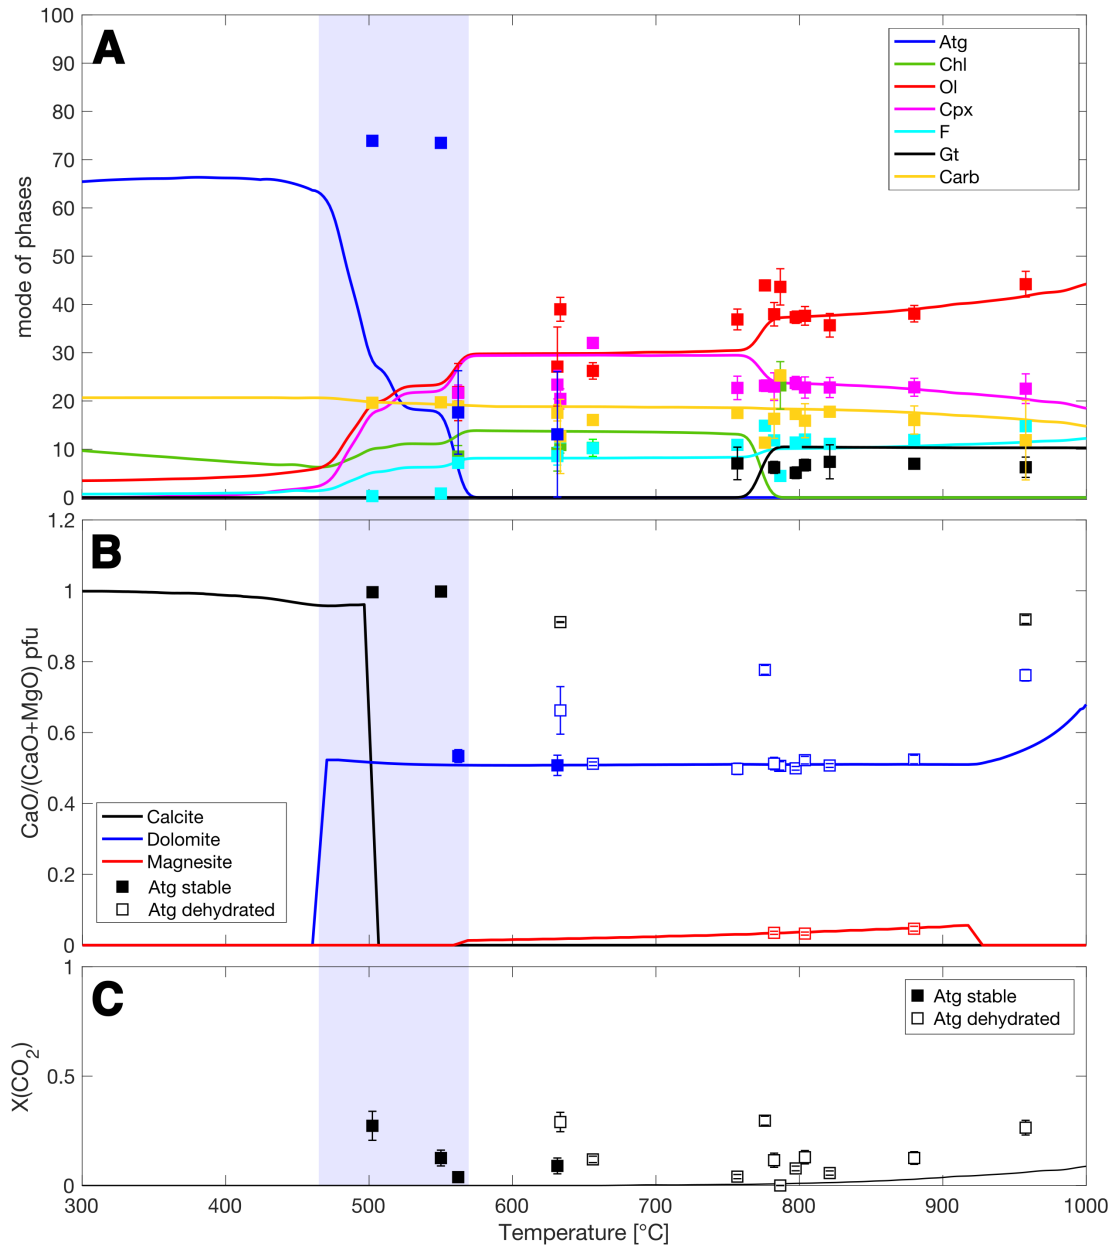 A
100
90
80
70
60
50
40
30
20
10
0
mode of phases
Atg
Chl
Ol
Cpx
F
Gt
Carb
B
1.2
1
0.8
0.6
0.4
0.2
0
CaO/(CaO+MgO) pfu
Calcite
Dolomite
Magnesite
Atg stable
Atg dehydrated
C
1
0.5
0
X(CO2)
Atg stable
Atg dehydrated
300 400 500 600 700 800 900 1000
Temperature [°C]